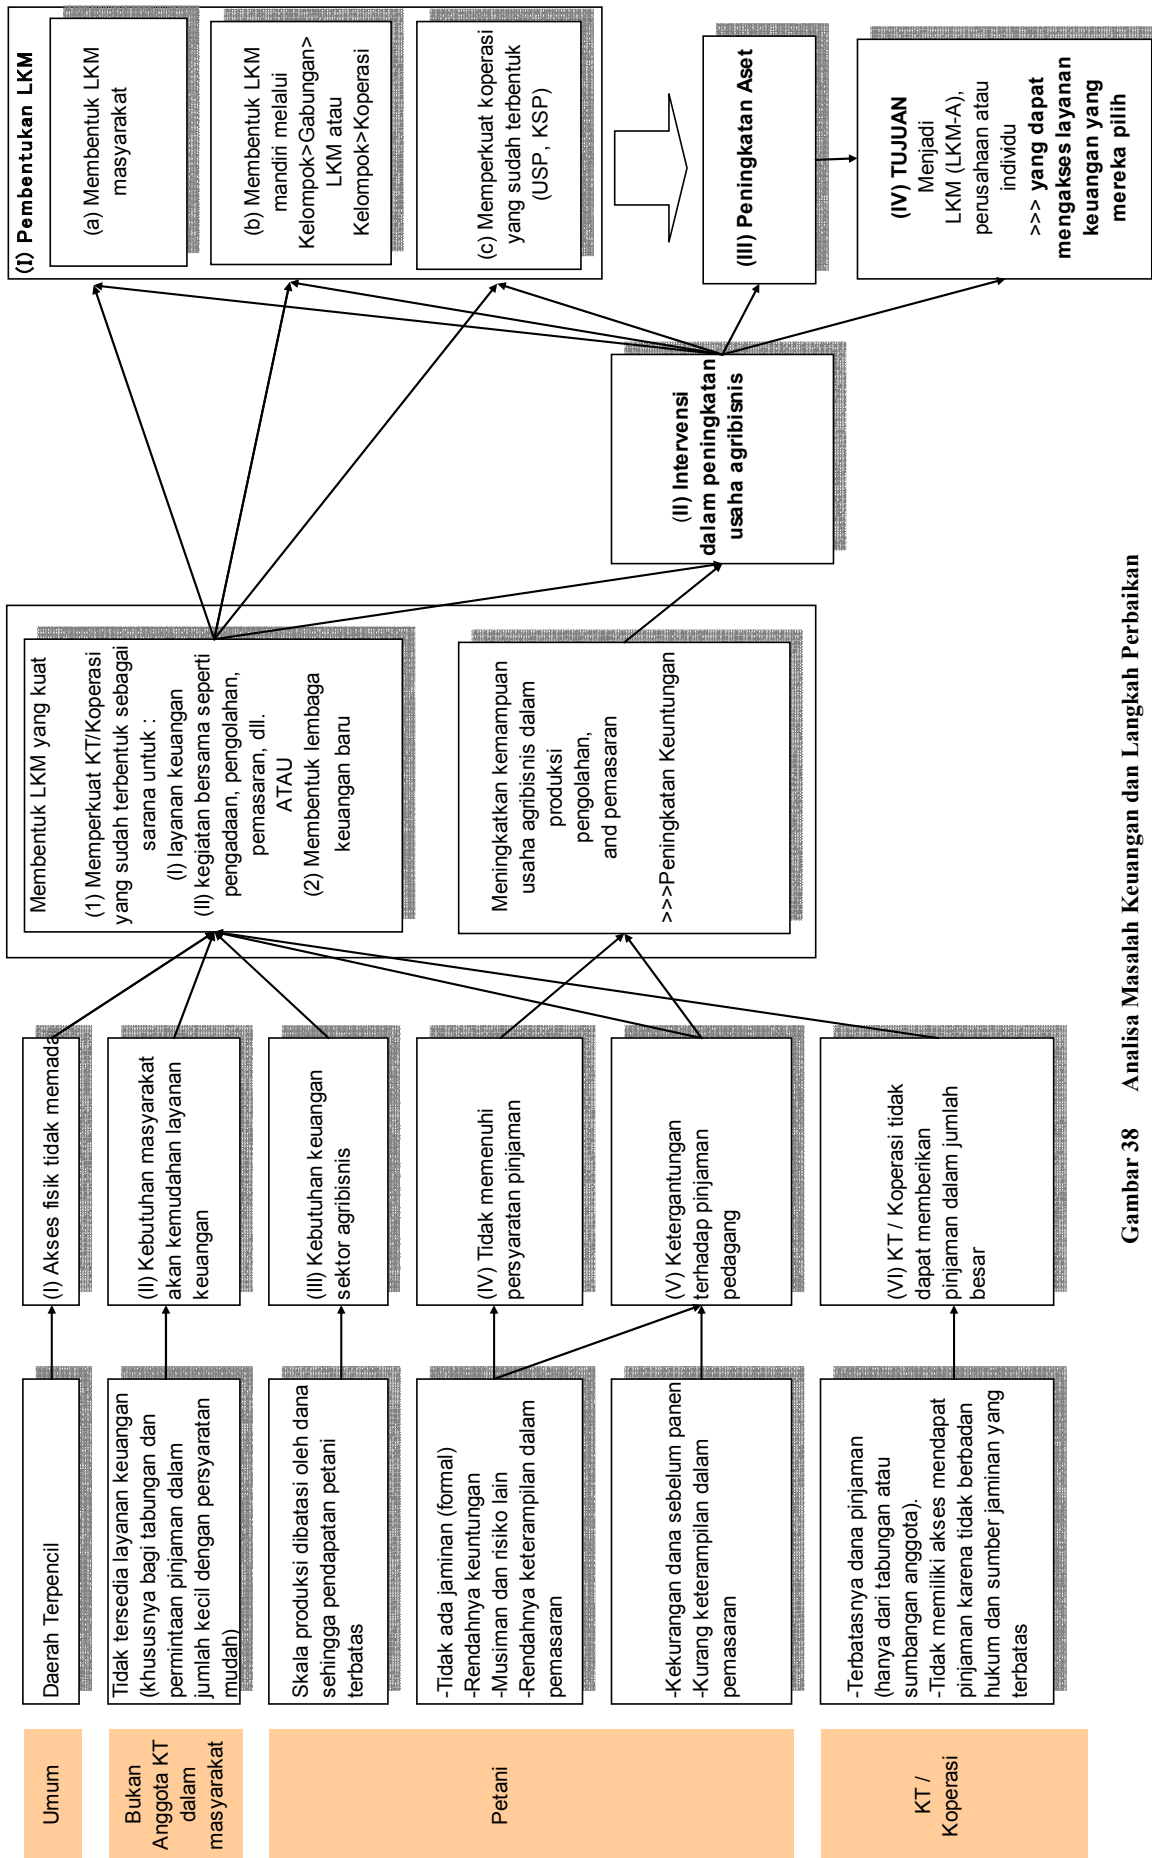 Umum
Bukan
Anggota KT
dalam
masyarakat
Petani
KT /
Koperasi
Daerah Terpencil
Tidak tersedia layanan keuangan
(khususnya bagi tabungan dan
permintaan pinjaman dalam
jumlah kecil dengan persyaratan
mudah)
Skala produksi dibatasi oleh dana
sehingga pendapatan petani
terbatas
-Tidak ada jaminan (formal)
-Rendahnya keuntungan
-Musiman dan risiko lain
-Rendahnya keterampilan dalam
pemasaran
-Kekurangan dana sebelum panen
-Kurang keterampilan dalam
pemasaran
-Terbatasnya dana pinjaman
(hanya dari tabungan atau
sumbangan anggota).
-Tidak memiliki akses mendapat
pinjaman karena tidak berbadan
hukum dan sumber jaminan yang
terbatas
(I) Akses fisik tidak memada
(II) Kebutuhan masyarakat
akan kemudahan layanan
keuangan
(III) Kebutuhan keuangan
sektor agribisnis
(IV) Tidak memenuhi
persyaratan pinjaman
(V) Ketergantungan
terhadap pinjaman
pedagang
(VI) KT / Koperasi tidak
dapat memberikan
pinjaman dalam jumlah
besar
Membentuk LKM yang kuat
(1) Memperkuat KT/Koperasi
yang sudah terbentuk sebagai
sarana untuk :
(I) layanan keuangan
(II) kegiatan bersama seperti
pengadaan, pengolahan,
pemasaran, dll.
ATAU
(2) Membentuk lembaga
keuangan baru
Meningkatkan kemampuan
usaha agribisnis dalam
produksi
pengolahan,
and pemasaran
>>>Peningkatan Keuntungan
(II) Intervensi
dalam peningkatan
usaha agribisnis
(I) Pembentukan LKM
(a) Membentuk LKM
masyarakat
(b) Membentuk LKM
mandiri melalui
Kelompok>Gabungan>
LKM atau
Kelompok>Koperasi
(c) Memperkuat koperasi
yang sudah terbentuk
(USP, KSP)
(III) Peningkatan Aset
(IV) TUJUAN
Menjadi
LKM (LKM-A),
perusahaan atau
individu
>>> yang dapat
mengakses layanan
keuangan yang
mereka pilih
Gambar 38 Analisa Masalah Keuangan dan Langkah Perbaikan